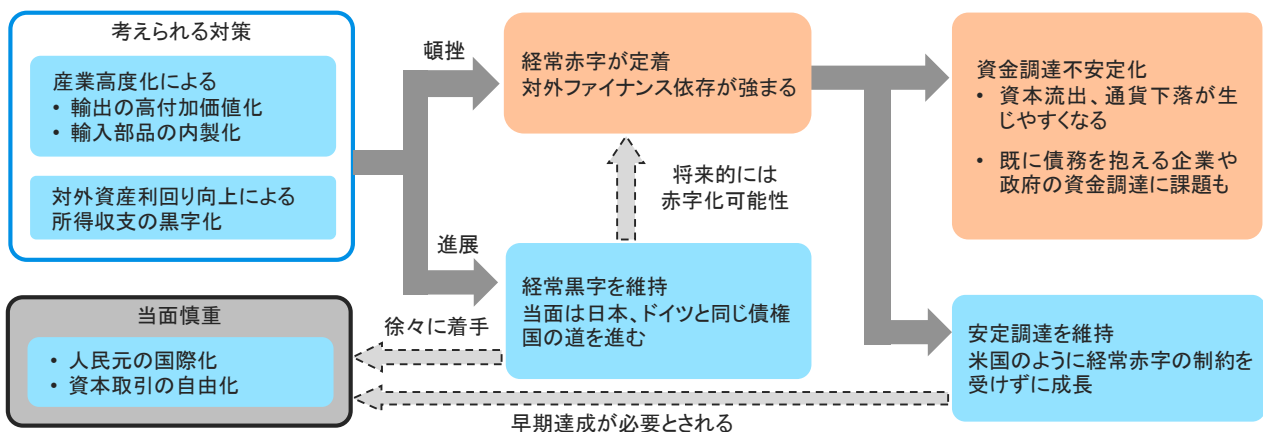 考えられる対策
産業高度化による
• 輸出の高付加価値化
• 輸入部品の内製化
対外資産利回り向上による
所得収支の黒字化
当面慎重
• 人民元の国際化
• 資本取引の自由化
頓挫
進展
徐々に着手
経常赤字が定着
対外ファイナンス依存が強まる
将来的には
赤字化可能性
経常黒字を維持
当面は日本、ドイツと同じ債権
国の道を進む
早期達成が必要とされる
資金調達不安定化
• 資本流出、通貨下落が生
じやすくなる
• 既に債務を抱える企業や
政府の資金調達に課題も
安定調達を維持
米国のように経常赤字の制約を
受けずに成長